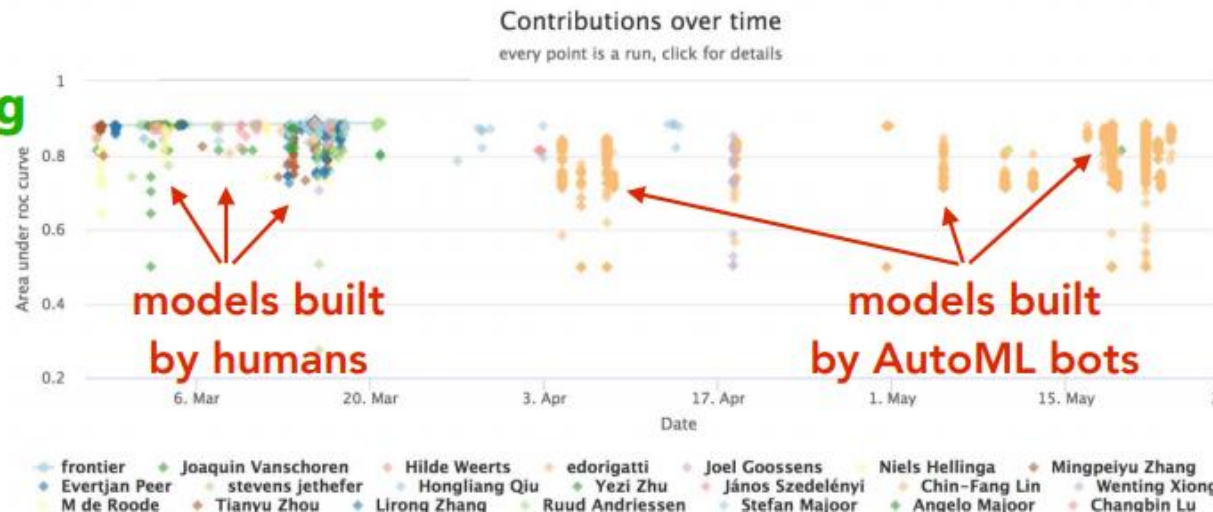 Contributions over time
every point is a run, click for details
g
Area under roc curve
1
0.8
0.6
0.4
0.2
models built
by humans
models built
by AutoML bots
6. Mar
20. Mar
3. Apr
17. Apr
1. May
15. May
Date
frontier Joaquin Vanschoren Hilde Weerts edorigatti Joel Goossens Niels Hellinga Mingpeiyu Zhang
Evertjan Peer stevens jethefer Hongliang Qiu Yezi Zhu János Szedelényi Chin-Fang Lin Wenting Xiong
M de Roode Tianyu Zhou Lirong Zhang Ruud Andriessen Stefan Majoor Angelo Majoor Changbin Lu